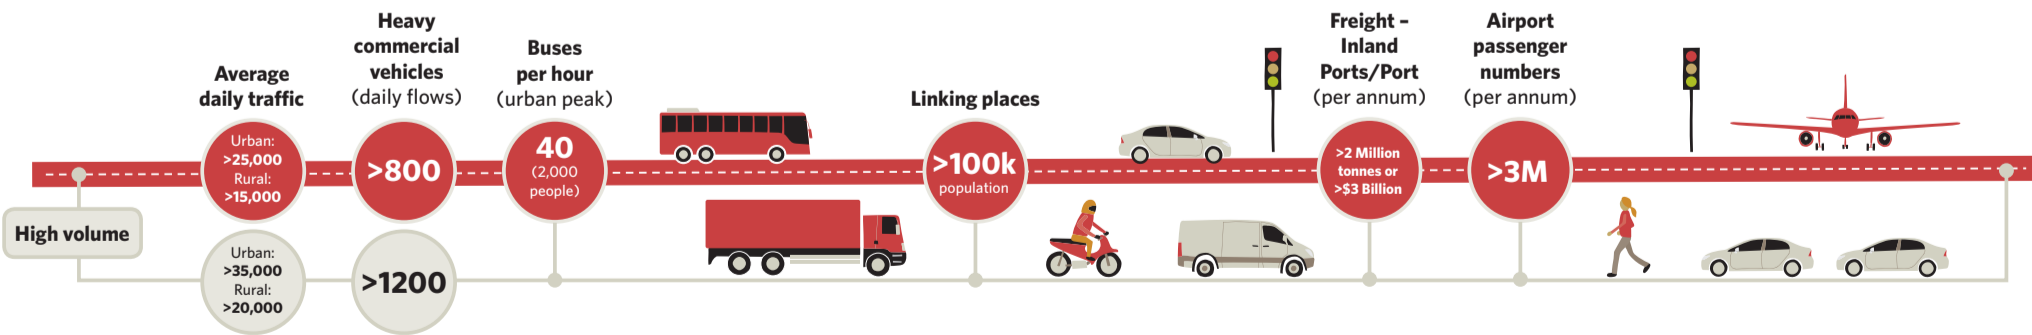 Average
daily traffic
Urban:
>25,000
Rural:
>15,000
Heavy
commercial
vehicles
(daily flows)
>800
Buses
per hour
(urban peak)
40
(2,000
people)
Linking places
>100k
population
Freight –
Inland
Ports/Port
(per annum)
>2 Million
tonnes or
>$3 Billion
Airport
passenger
numbers
(per annum)
>3M
High volume
Urban:
>35,000
Rural:
>20,000
>1200